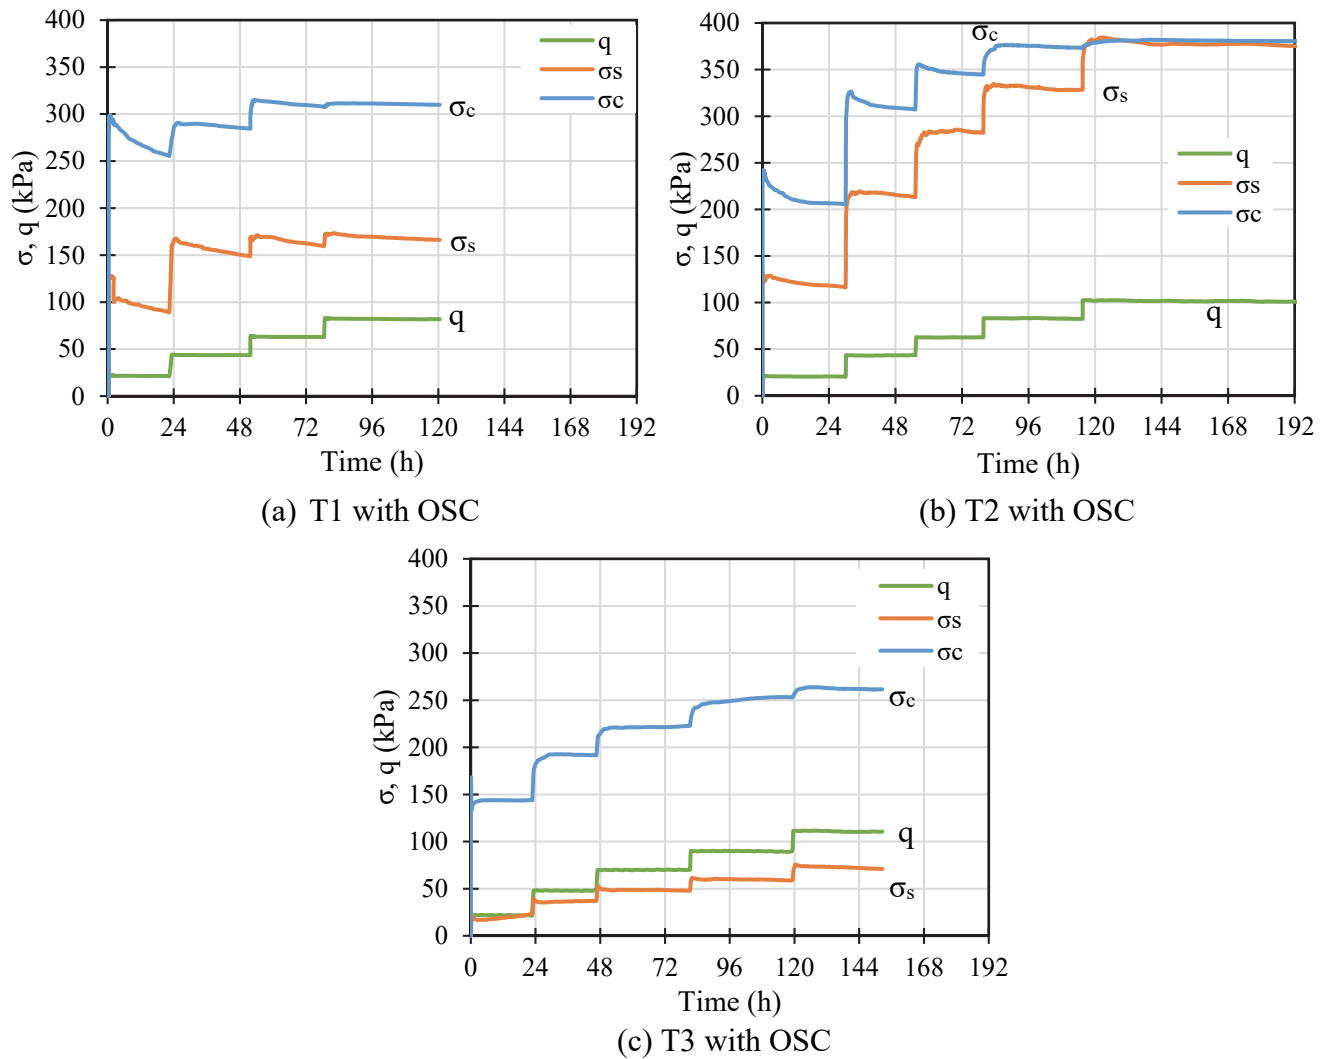 400
350
300
250
200
150
100
50
0
σ, q (kPa)
q
σs
σc
σc
σs
q
0 24 48 72 96 120 144 168 192
Time (h)
(a) T1 with OSC
400
350
300
250
200
150
100
50
0
σ, q (kPa)
σc
σs
q
σs
σc
q
0 24 48 72 96 120 144 168 192
Time (h)
(b) T2 with OSC
400
350
300
250
200
150
100
50
0
σ, q (kPa)
q
σs
σc
σc
q
σs
0 24 48 72 96 120 144 168 192
Time (h)
(c) T3 with OSC